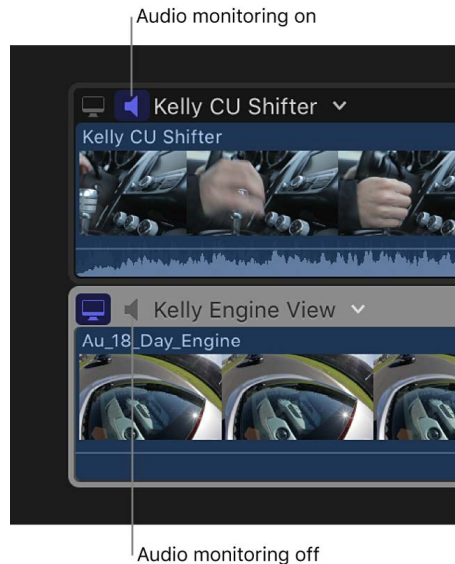 Audio monitoring on
Kelly CU Shifter
Kelly CU Shifter
Kelly Engine View
Au_18_Day_Engine
Audio monitoring off